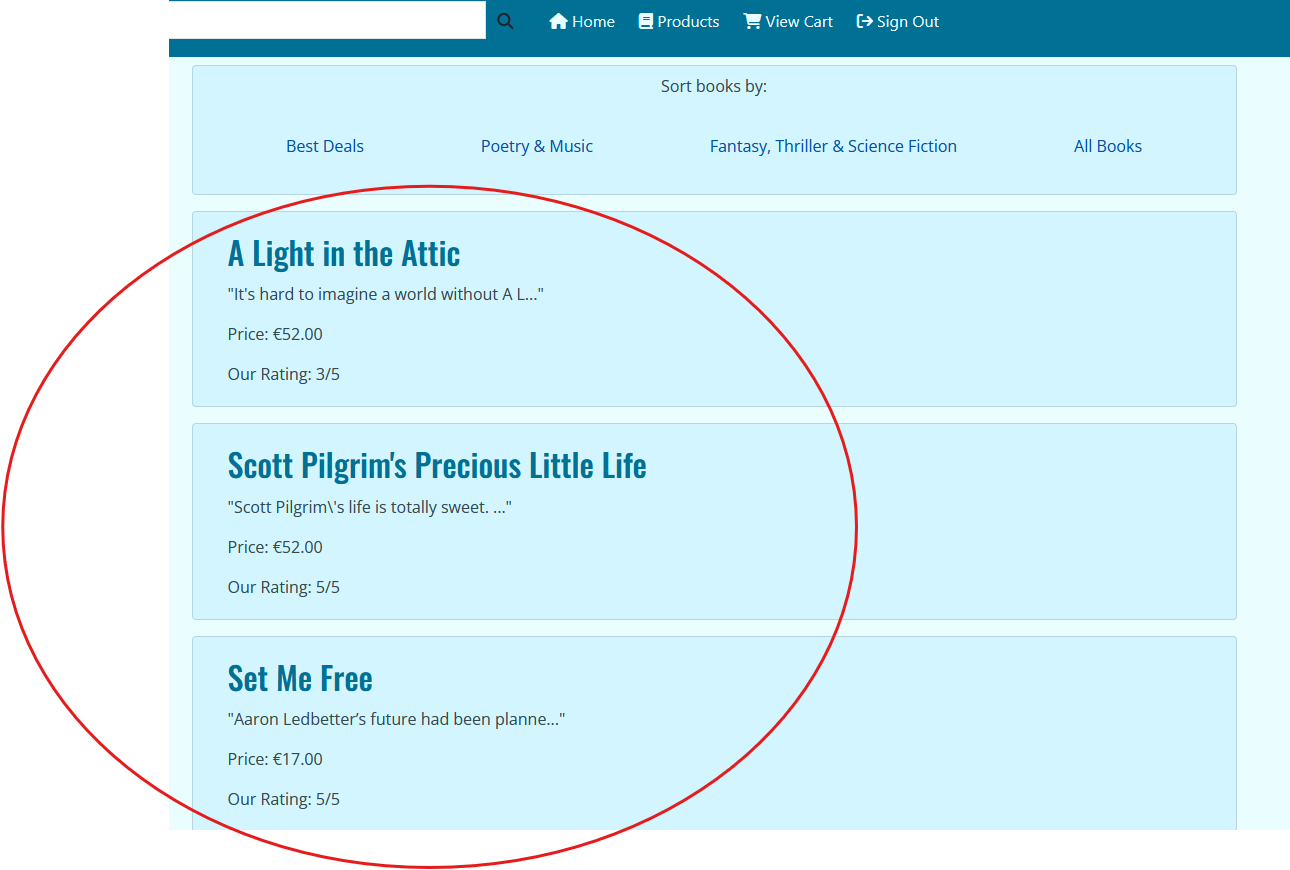 Home Products View Cart Sign Out
Sort books by:
Best Deals Poetry & Music Fantasy, Thriller & Science Fiction All Books
A Light in the Attic
"It's hard to imagine a world without A L..."
Price: €52.00
Our Rating: 3/5
Scott Pilgrim's Precious Little Life
"Scott Pilgrim\'s life is totally sweet. ..."
Price: €52.00
Our Rating: 5/5
Set Me Free
"Aaron Ledbetter’s future had been planne..."
Price: €17.00
Our Rating: 5/5